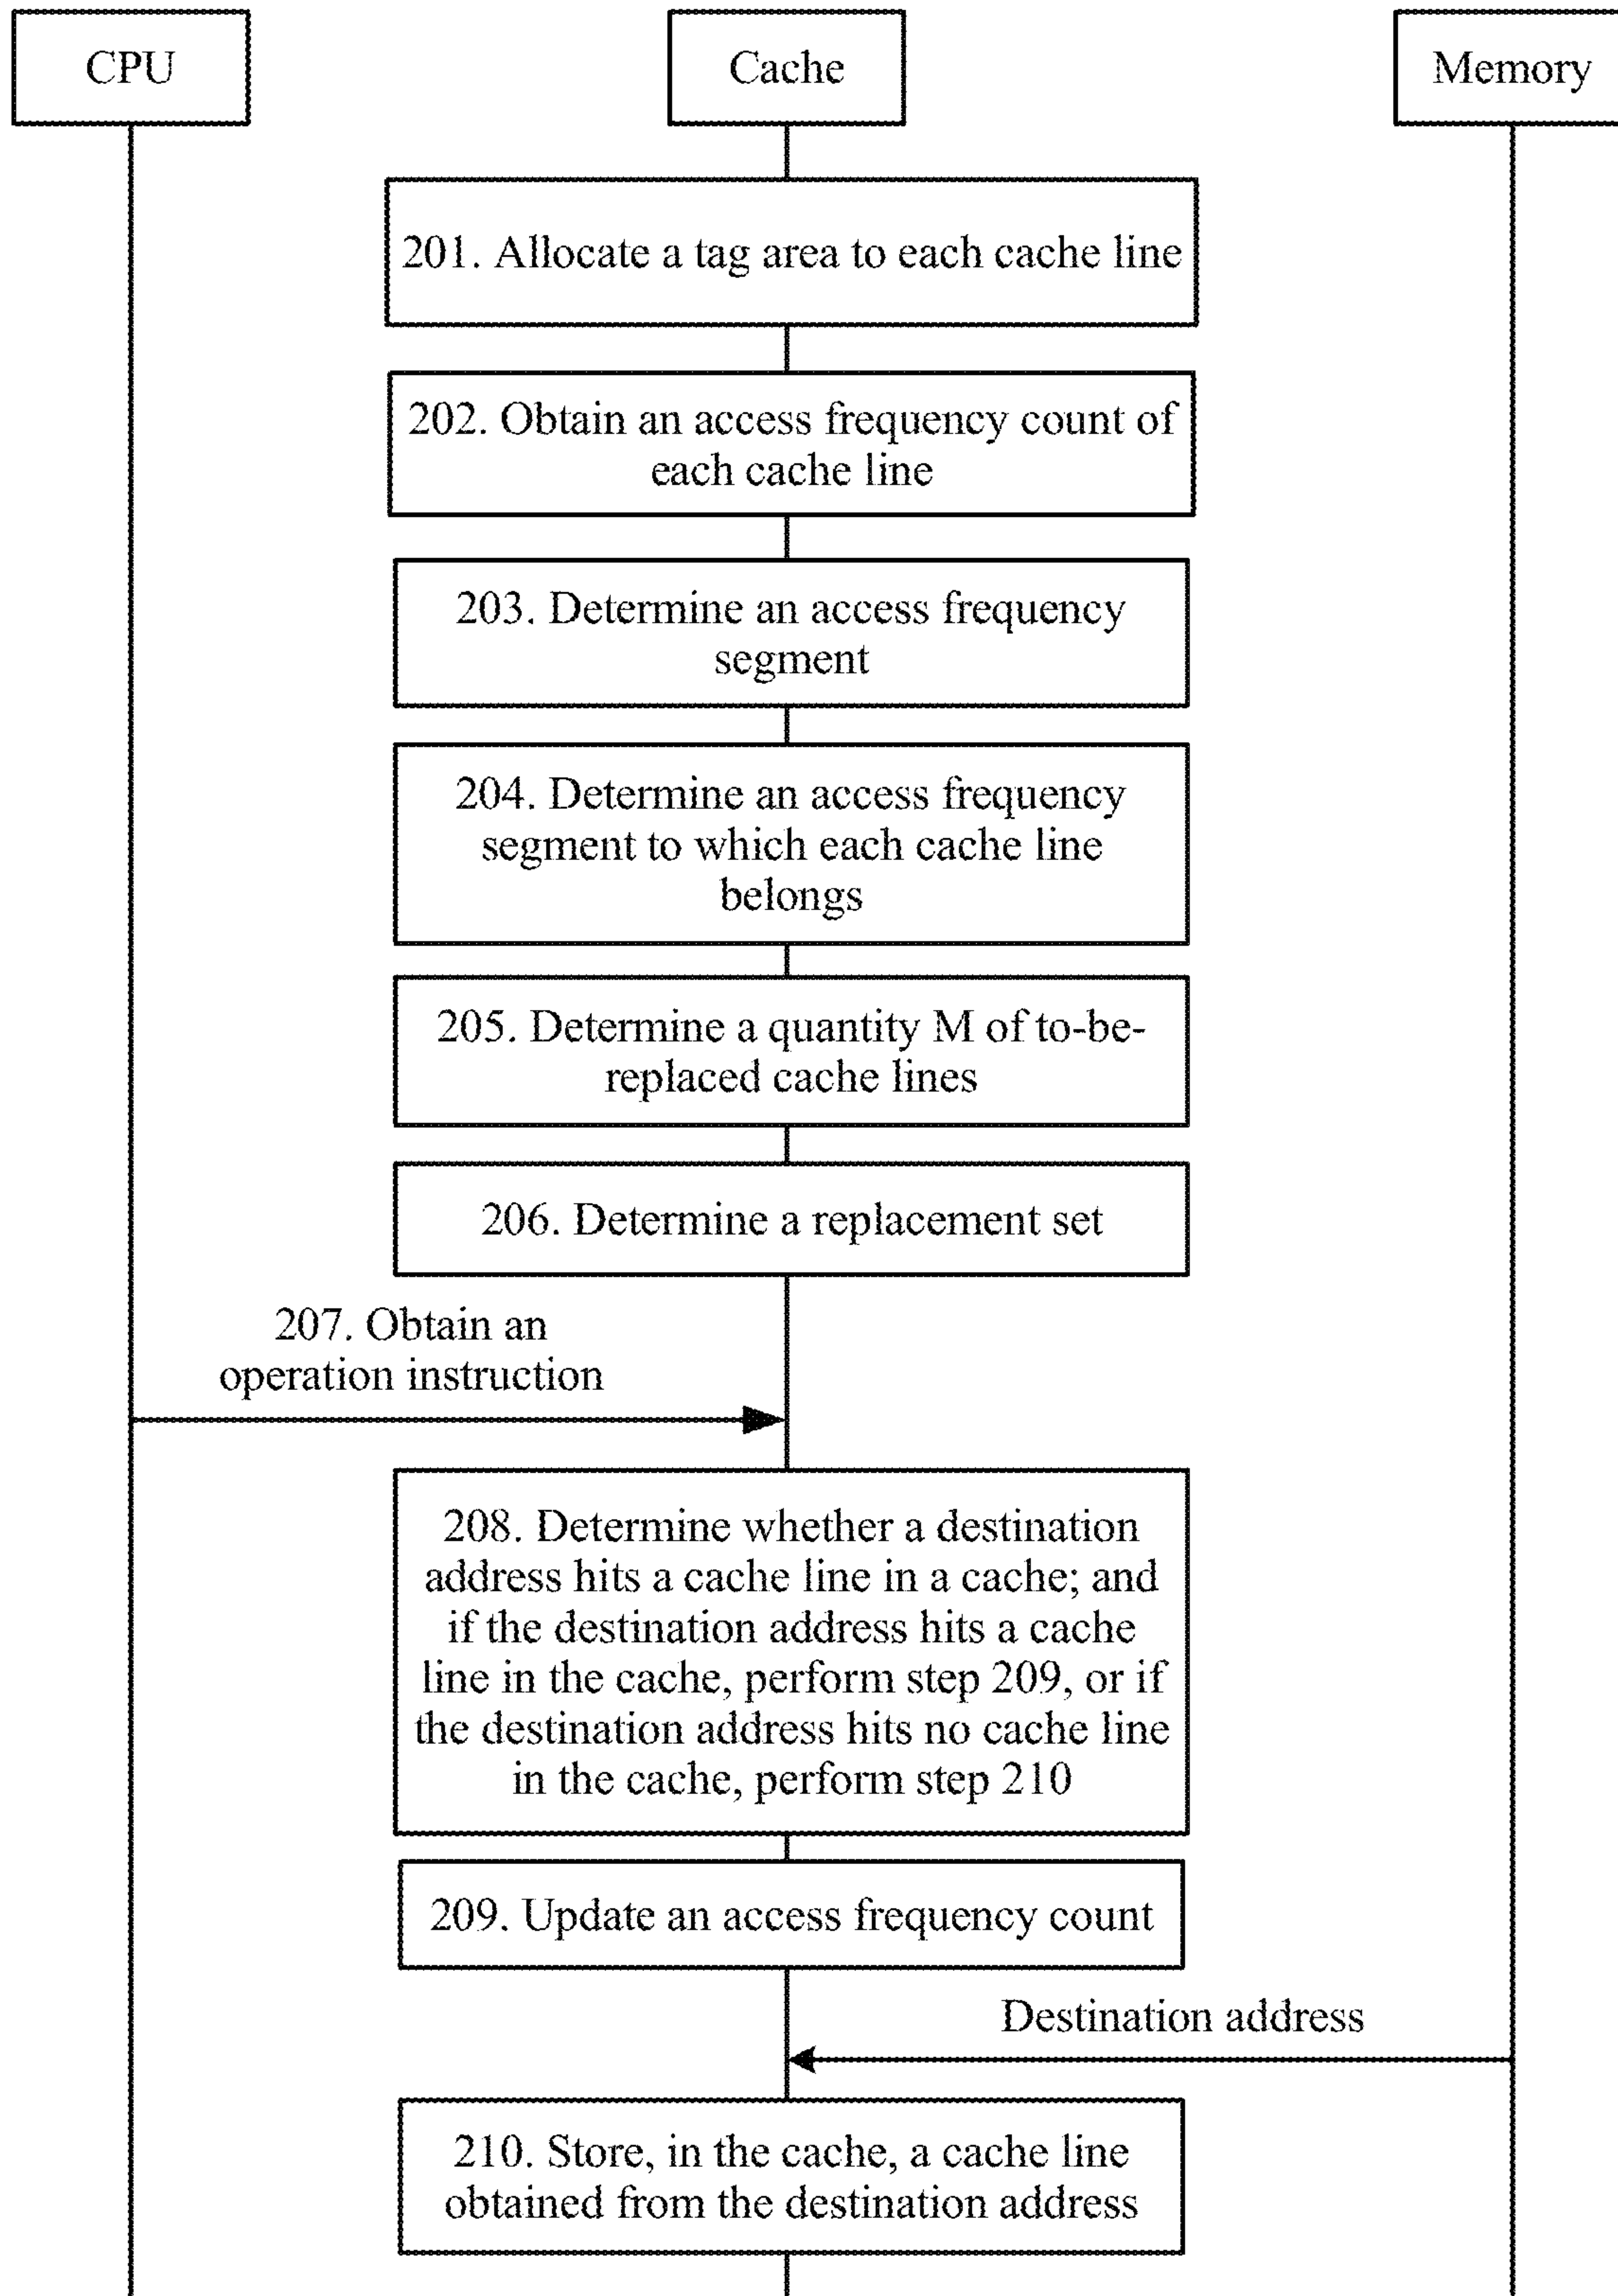 CPU
Cache
Memory
201. Allocate a tag area to each cache line
202. Obtain an access frequency count of
each cache line
203. Determine an access frequency
segment
204. Determine an access frequency
segment to which each cache line
belongs
205. Determine a quantity M of to-be-
replaced cache lines
206. Determine a replacement set
207. Obtain an
operation instruction
208. Determine whether a destination
address hits a cache line in a cache; and
if the destination address hits a cache
line in the cache, perform step 209, or if
the destination address hits no cache line
in the cache, perform step 210
209. Update an access frequency count
Destination address
210. Store, in the cache, a cache line
obtained from the destination address